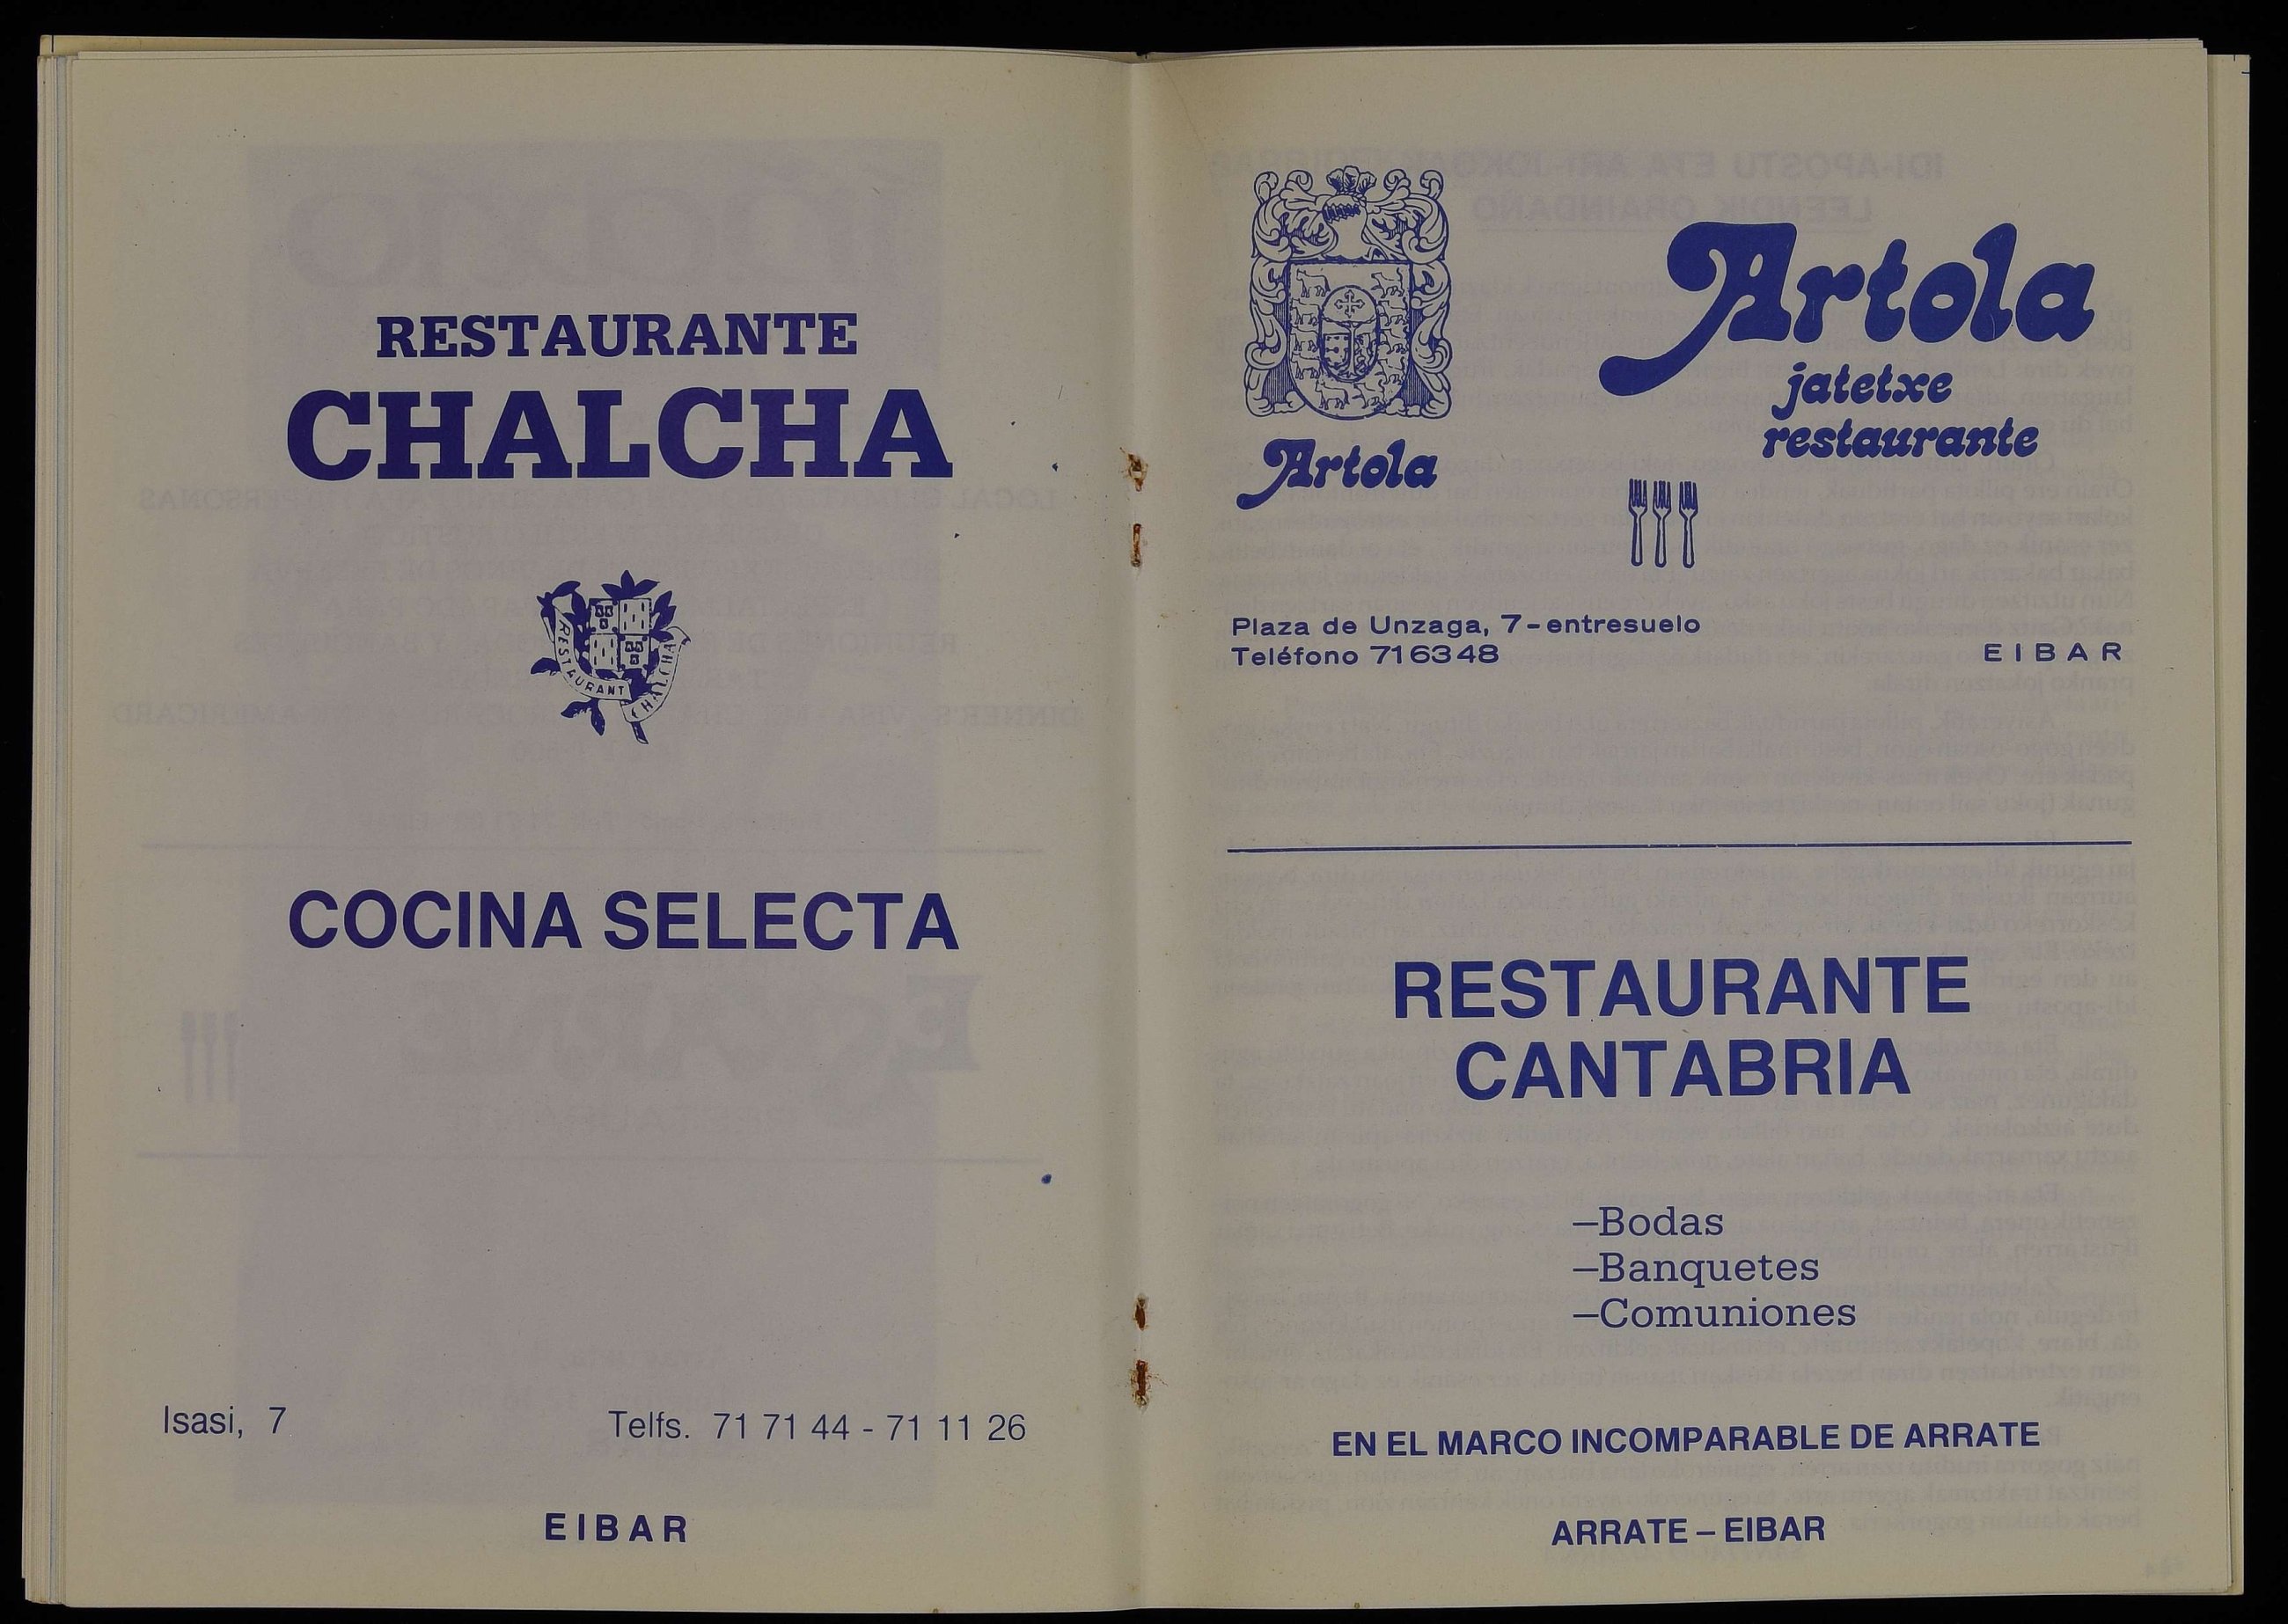 RESTAURANTE
CHALCHA
RESTAURANT
CHALCHA
COCINA SELECTA
Isasi, 7
Telfs. 71 71 44 - 71 11 26
EIBAR
Artola
Artola
jatetxe
restaurante
Plaza de Unzaga, 7-entresuelo
Teléfono 716348
EIBAR
RESTAURANTE
CANTABRIA
—Bodas
—Banquetes
—Comuniones
EN EL MARCO INCOMPARABLE DE ARRATE
ARRATE – EIBAR